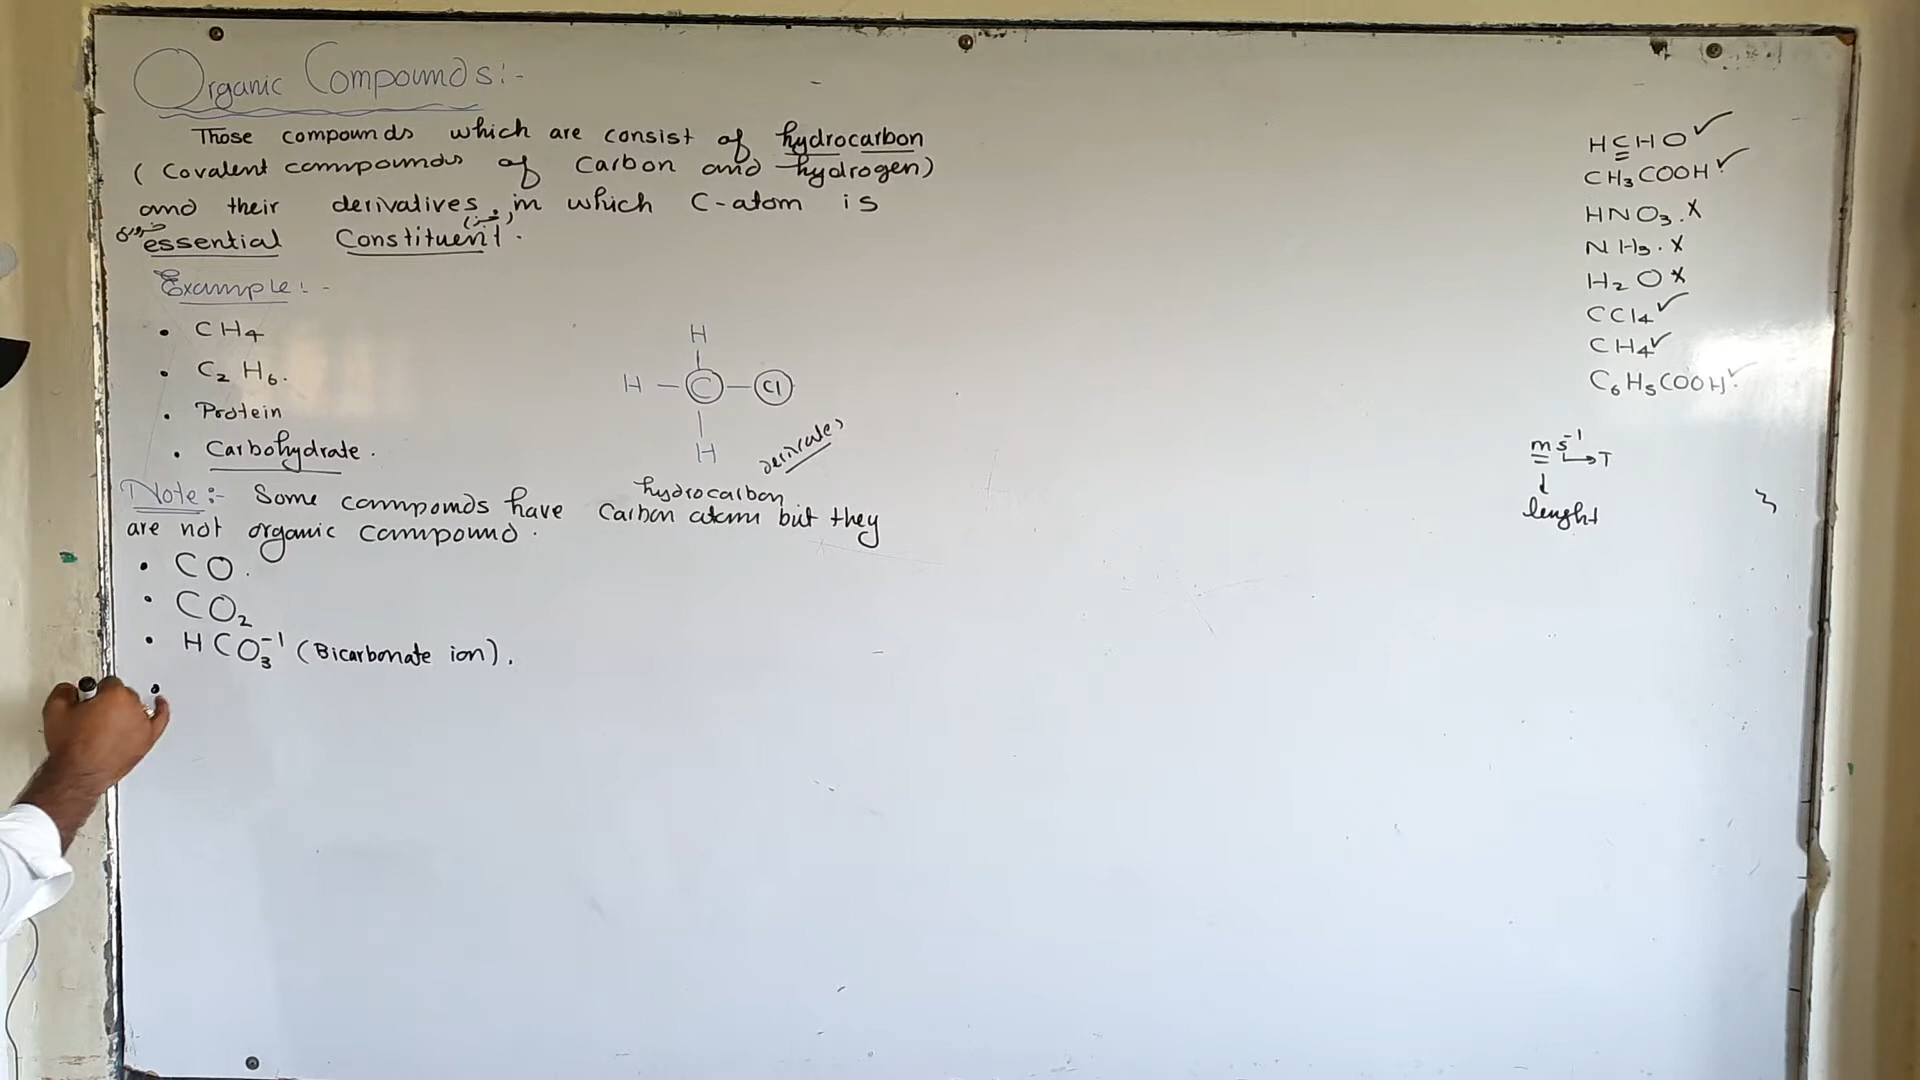 Organic Compounds:-
Those compounds which are consist of hydrocarbon
(Covalent compounds of Carbon and hydrogen)
and their derivatives, in which C-atom is
essential Constituent.
Example:-
• CH4
• C2H6.
• Protein
• Carbohydrate.
H
H — C — Cl
H
hydrocarbon
Note:- Some compounds have Carbon atom but they
are not organic compound.
• CO.
• CO2
• HCO3⁻¹ (Bicarbonate ion).
•
HCHO ✓
CH3COOH ✓
HNO3. x
NH3. x
H2O x
CCl4 ✓
CH4 ✓
C6H5COOH ✓
m s⁻¹ → T
↓
lenght